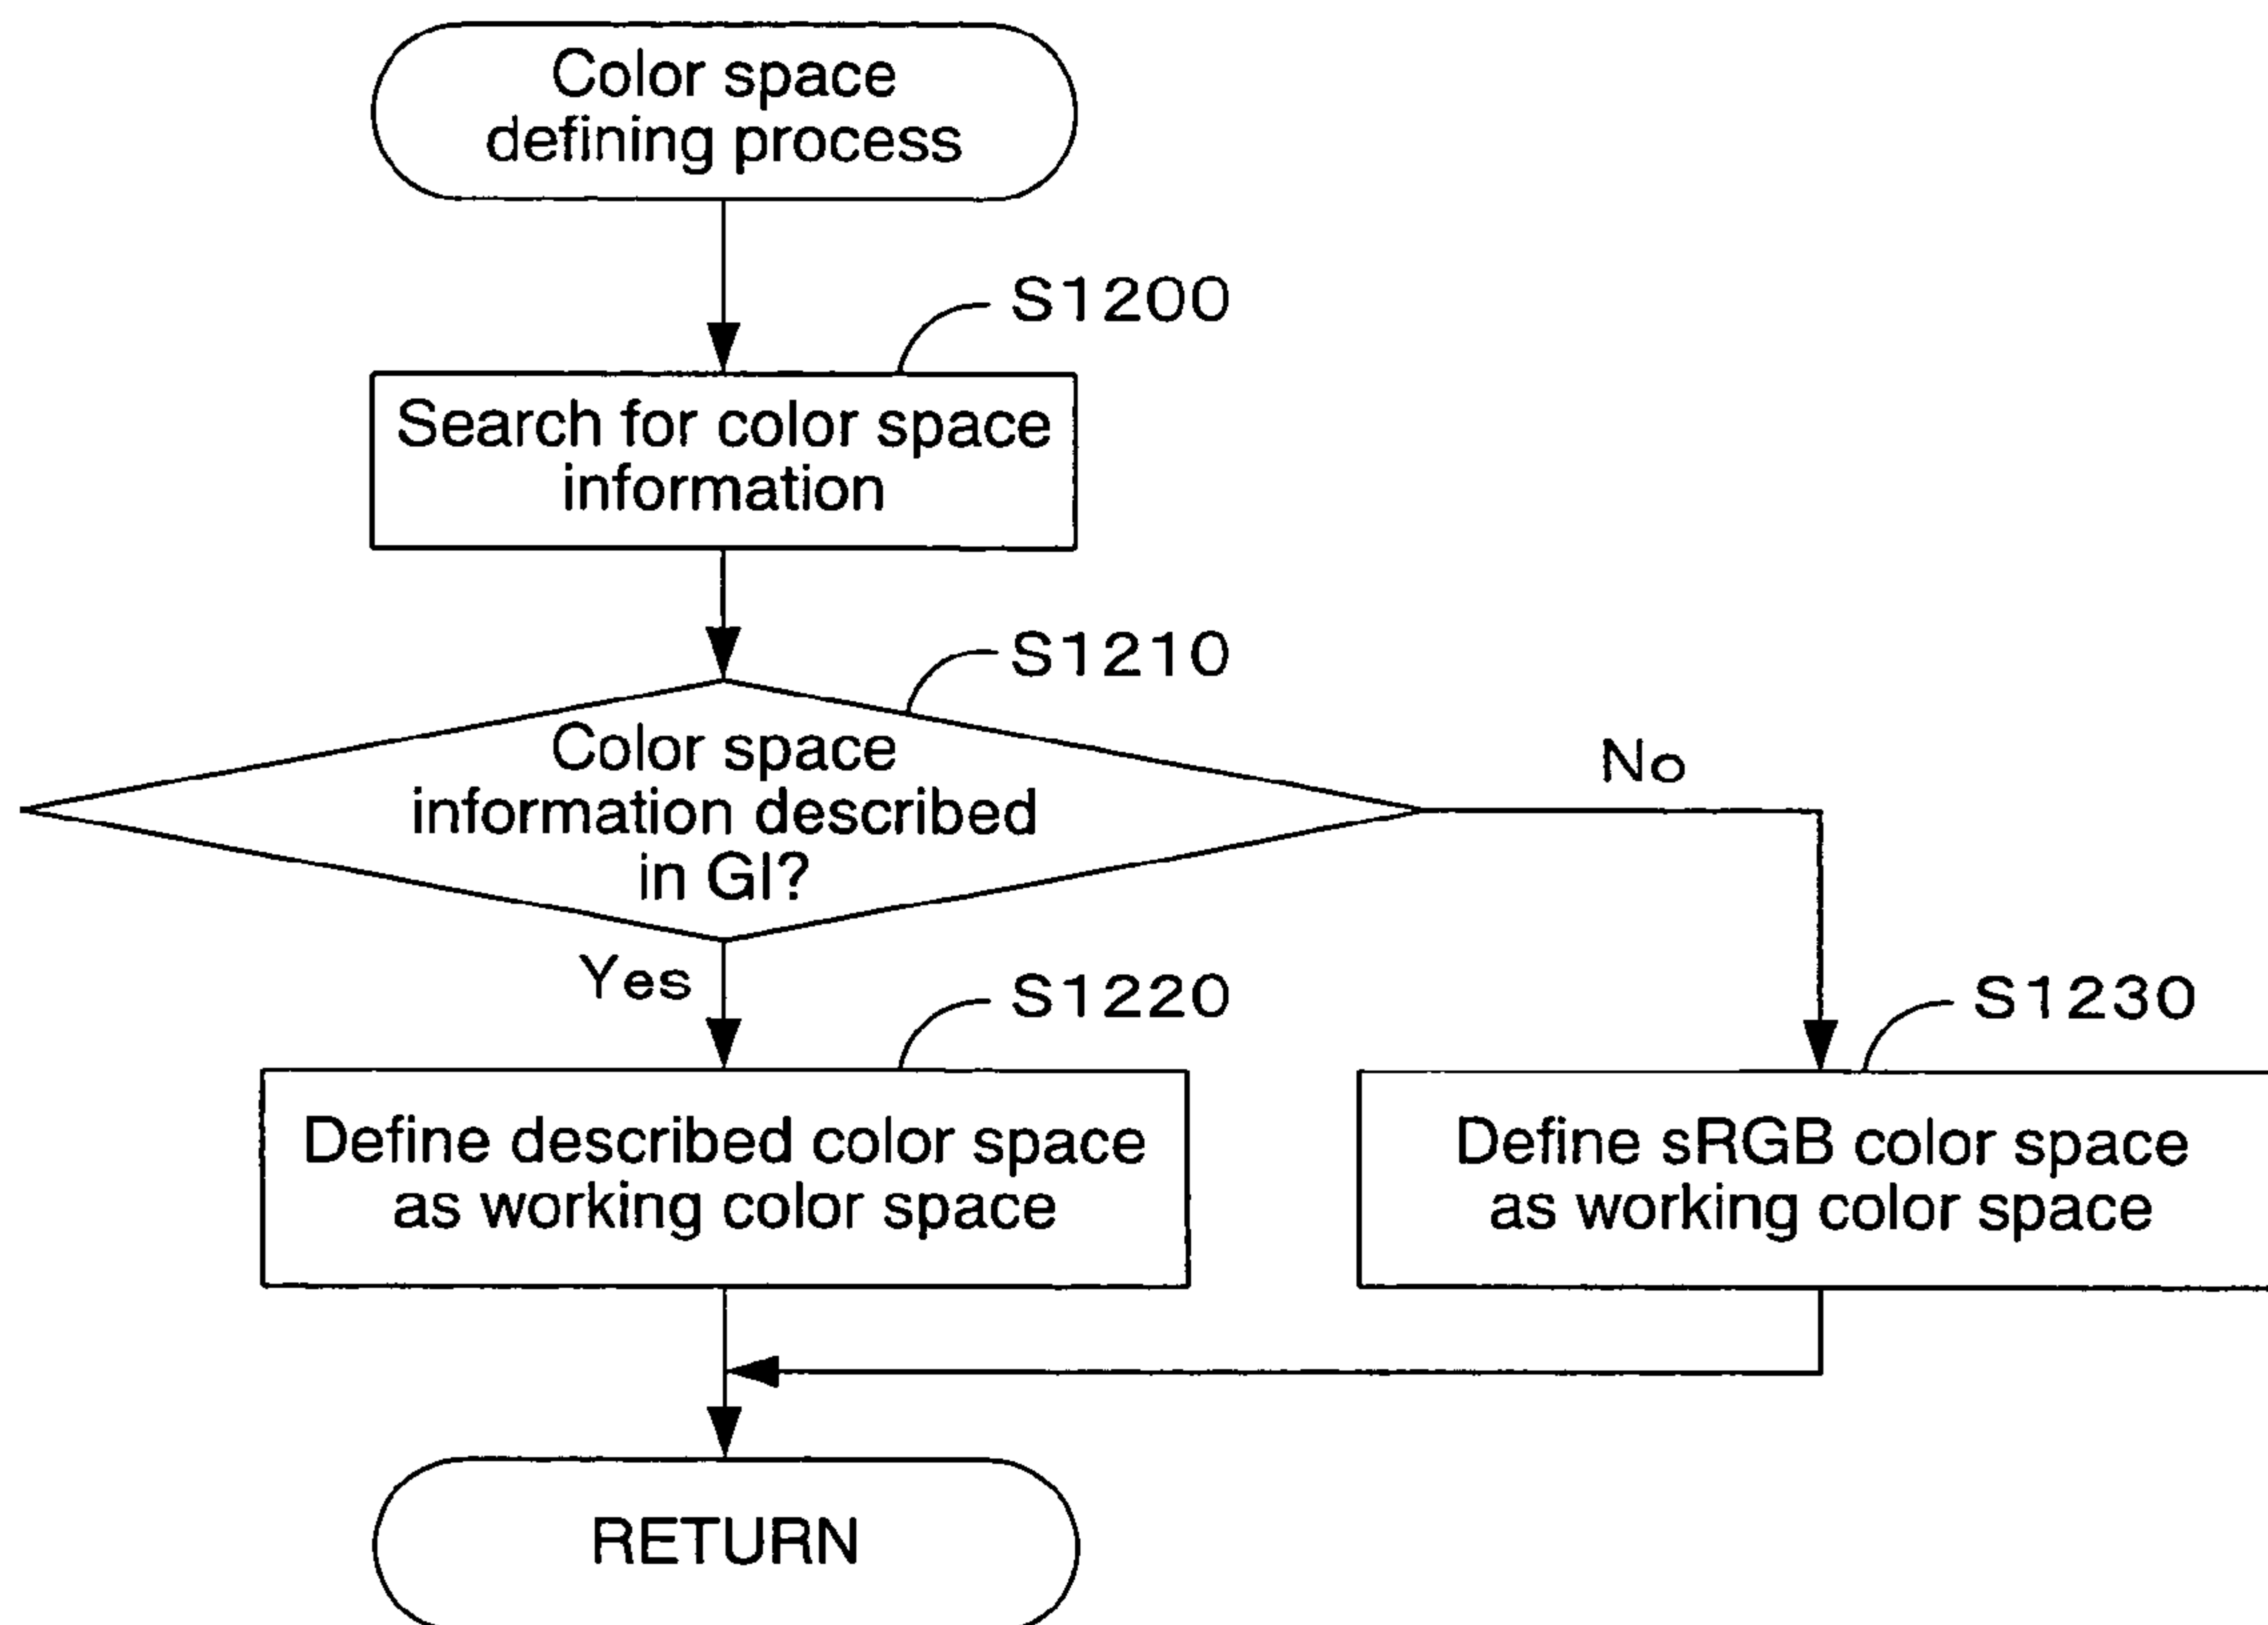 Color space
defining process
S1200
Search for color space
information
S1210
Color space
information described
in GI?
No
Yes
S1220
S1230
Define described color space
as working color space
Define sRGB color space
as working color space
RETURN